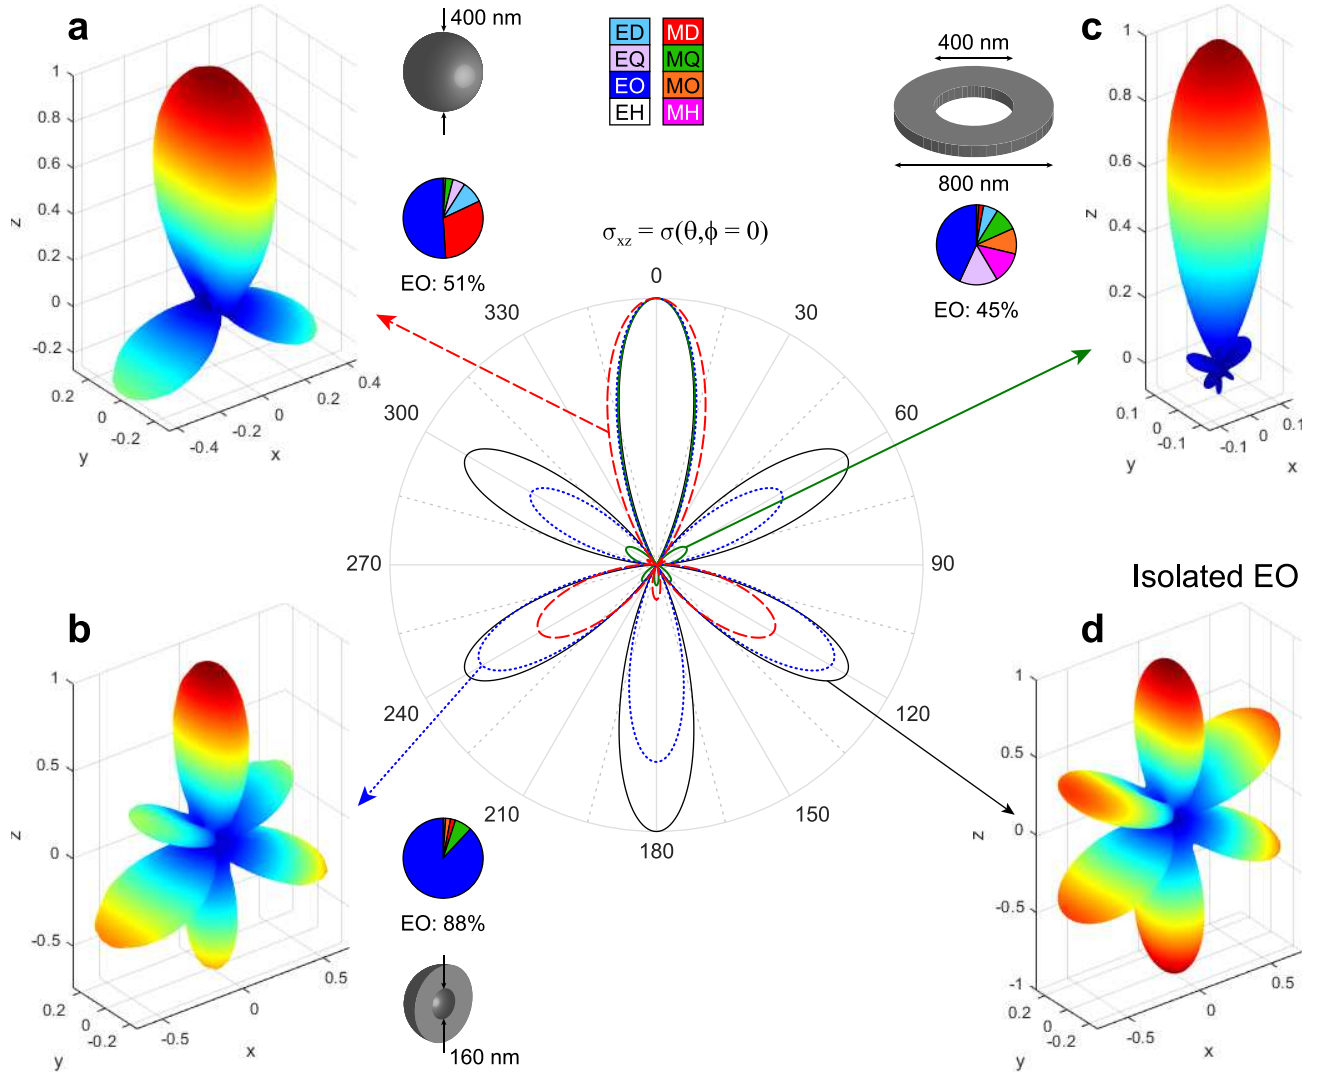 a
400 nm
ED MD
EQ MQ
EO MO
EH MH
c
400 nm
800 nm
EO: 51%
σxz = σ(θ,ϕ = 0)
EO: 45%
1
0.8
0.6
0.4
0.2
0
-0.2
z
0.2
0
-0.2
y
-0.4
-0.2
0
0.2
0.4
x
1
0.8
0.6
0.4
0.2
0
z
0.1
0
-0.1
y
-0.1
0
0.1
x
0
30
60
90
120
150
180
210
240
270
300
330
Isolated EO
b
1
0.5
0
-0.5
z
0.2
0
-0.2
y
-0.5
0
0.5
x
EO: 88%
160 nm
d
1
0.5
0
-0.5
-1
z
0.2
0
-0.2
y
-0.5
0
0.5
x